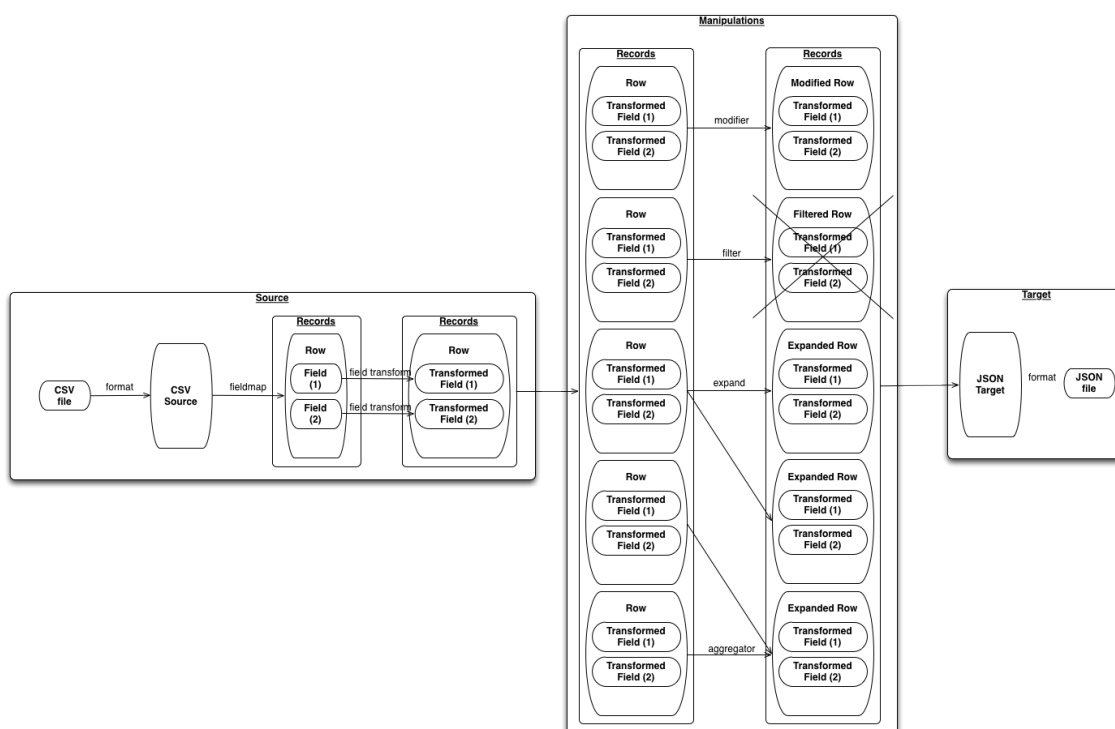 Manipulations
Records
Records
Row
Transformed
Field (1)
Transformed
Field (2)
modifier
Modified Row
Transformed
Field (1)
Transformed
Field (2)
Row
Transformed
Field (1)
Transformed
Field (2)
filter
Filtered Row
Transformed
Field (1)
Transformed
Field (2)
Source
CSV
file
format
CSV
Source
fieldmap
Records
Row
Field
(1)
Field
(2)
field transform
field transform
Records
Row
Transformed
Field (1)
Transformed
Field (2)
Row
Transformed
Field (1)
Transformed
Field (2)
expand
Expanded Row
Transformed
Field (1)
Transformed
Field (2)
Row
Transformed
Field (1)
Transformed
Field (2)
Expanded Row
Transformed
Field (1)
Transformed
Field (2)
Row
Transformed
Field (1)
Transformed
Field (2)
aggregator
Expanded Row
Transformed
Field (1)
Transformed
Field (2)
Target
JSON
Target
format
JSON
file